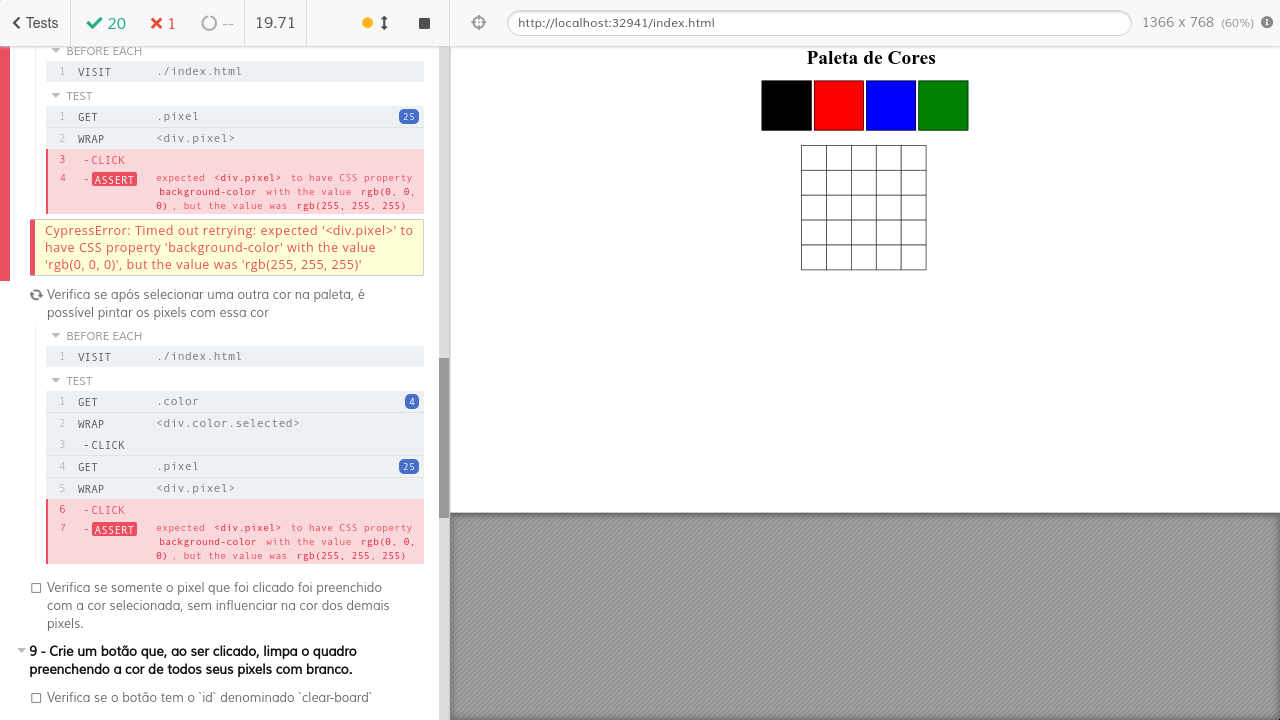 Tests 20 1 -- 19.71 http://localhost:32941/index.html 1366 x 768 (60%)
BEFORE EACH
1 VISIT ./index.html
TEST
1 GET .pixel 25
2 WRAP <div.pixel>
3 -CLICK
4 -ASSERT expected <div.pixel> to have CSS property
background-color with the value rgb(0, 0,
0) , but the value was rgb(255, 255, 255)
CypressError: Timed out retrying: expected '<div.pixel>' to
have CSS property 'background-color' with the value
'rgb(0, 0, 0)', but the value was 'rgb(255, 255, 255)'
Verifica se após selecionar uma outra cor na paleta, é
possível pintar os pixels com essa cor
BEFORE EACH
1 VISIT ./index.html
TEST
1 GET .color 4
2 WRAP <div.color.selected>
3 -CLICK
4 GET .pixel 25
5 WRAP <div.pixel>
6 -CLICK
7 -ASSERT expected <div.pixel> to have CSS property
background-color with the value rgb(0, 0,
0) , but the value was rgb(255, 255, 255)
Verifica se somente o pixel que foi clicado foi preenchido
com a cor selecionada, sem influenciar na cor dos demais
pixels.
9 - Crie um botão que, ao ser clicado, limpa o quadro
preenchendo a cor de todos seus pixels com branco.
Verifica se o botão tem o `id` denominado `clear-board`
Paleta de Cores